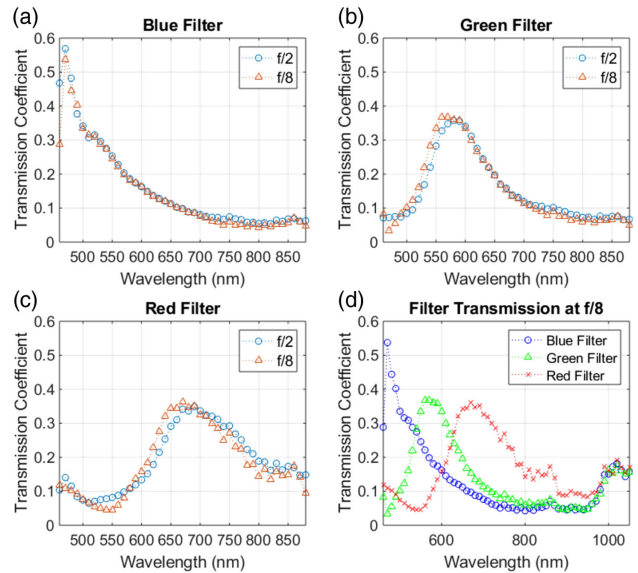 (a)
Blue Filter
Transmission Coefficient
0.6
0.5
0.4
0.3
0.2
0.1
0
f/2
f/8
500 550 600 650 700 750 800 850
Wavelength (nm)
(b)
Green Filter
Transmission Coefficient
0.6
0.5
0.4
0.3
0.2
0.1
0
f/2
f/8
500 550 600 650 700 750 800 850
Wavelength (nm)
(c)
Red Filter
Transmission Coefficient
0.6
0.5
0.4
0.3
0.2
0.1
0
f/2
f/8
500 550 600 650 700 750 800 850
Wavelength (nm)
(d)
Filter Transmission at f/8
Transmission Coefficient
0.6
0.5
0.4
0.3
0.2
0.1
0
Blue Filter
Green Filter
Red Filter
600 800 1000
Wavelength (nm)